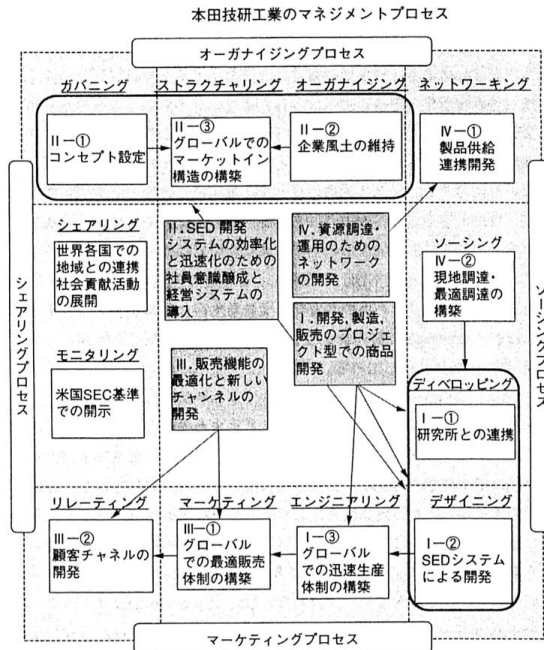 本田技研工業のマネジメントプロセス
オーガナイジングプロセス
ガバニング
ストラクチャリング
オーガナイジング
ネットワーキング
II—①
コンセプト設定
II—③
グローバルでの
マーケットイン
構造の構築
II—②
企業風土の維持
IV—①
製品供給
連携開発
シェアリングプロセス
ソーシングプロセス
シェアリング
世界各国での
地域との連携
社会貢献活動
の展開
II. SED 開発
システムの効率化
と迅速化のための
社員意識醸成と
経営システムの
導入
IV. 資源調達・
運用のための
ネットワーク
の開発
ソーシング
IV—②
現地調達・
最適調達の
構築
I. 開発, 製造,
販売のプロジェ
クト型での商品
開発
モニタリング
米国SEC基準
での開示
III. 販売機能の
最適化と新しい
チャンネルの
開発
ディベロッピング
I—①
研究所との連携
リレーティング
マーケティング
エンジニアリング
デザイニング
III—②
顧客チャネルの
開発
III—①
グローバル
での最適販売
体制の構築
I—③
グローバル
での迅速生産
体制の構築
I—②
SEDシステム
による開発
マーケティングプロセス